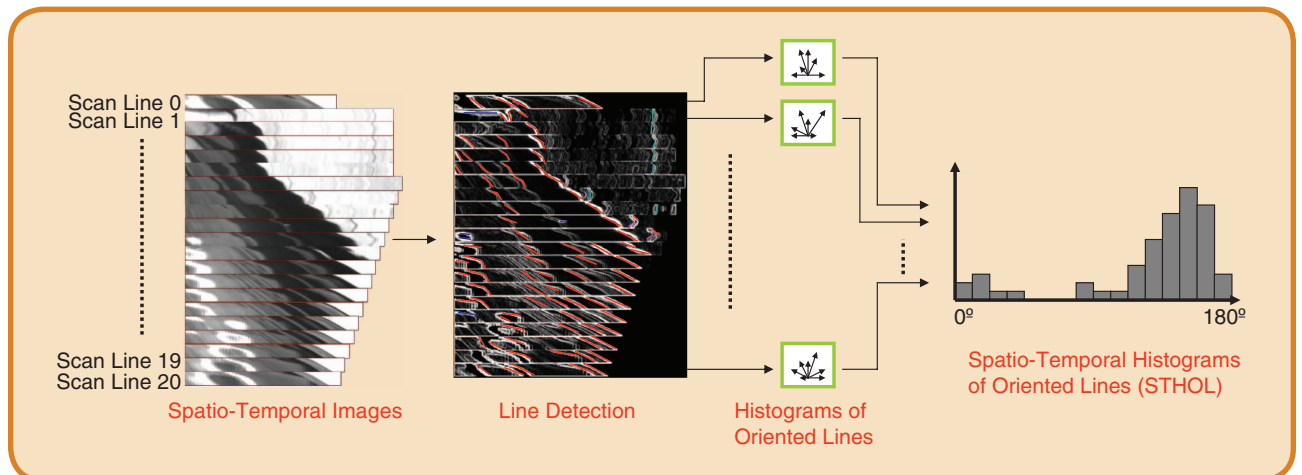 Scan Line 0
Scan Line 1
Scan Line 19
Scan Line 20
Spatio-Temporal Images
Line Detection
Histograms of
Oriented Lines
0º
180º
Spatio-Temporal Histograms
of Oriented Lines (STHOL)